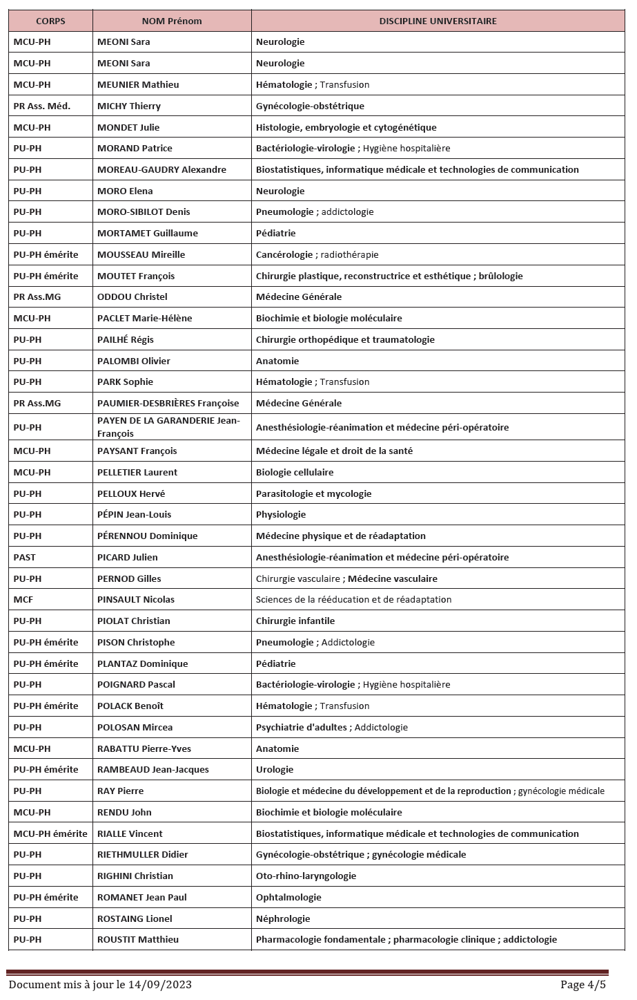 CORPS NOM Prénom DISCIPLINE UNIVERSITAIRE
MCU-PH MEONI Sara Neurologie
MCU-PH MEONI Sara Neurologie
MCU-PH MEUNIER Mathieu Hématologie ; Transfusion
PR Ass. Méd. MICHY Thierry Gynécologie-obstétrique
MCU-PH MONDET Julie Histologie, embryologie et cytogénétique
PU-PH MORAND Patrice Bactériologie-virologie ; Hygiène hospitalière
PU-PH MOREAU-GAUDRY Alexandre Biostatistiques, informatique médicale et technologies de communication
PU-PH MORO Elena Neurologie
PU-PH MORO-SIBILOT Denis Pneumologie ; addictologie
PU-PH MORTAMET Guillaume Pédiatrie
PU-PH émérite MOUSSEAU Mireille Cancérologie ; radiothérapie
PU-PH émérite MOUTET François Chirurgie plastique, reconstructrice et esthétique ; brûlologie
PR Ass.MG ODDOU Christel Médecine Générale
MCU-PH PACLET Marie-Hélène Biochimie et biologie moléculaire
PU-PH PAILHÉ Régis Chirurgie orthopédique et traumatologie
PU-PH PALOMBI Olivier Anatomie
PU-PH PARK Sophie Hématologie ; Transfusion
PR Ass.MG PAUMIER-DESBRIÈRES Françoise Médecine Générale
PU-PH PAYEN DE LA GARANDERIE Jean- Anesthésiologie-réanimation et médecine péri-opératoire
François
MCU-PH PAYSANT François Médecine légale et droit de la santé
MCU-PH PELLETIER Laurent Biologie cellulaire
PU-PH PELLOUX Hervé Parasitologie et mycologie
PU-PH PÉPIN Jean-Louis Physiologie
PU-PH PÉRENNOU Dominique Médecine physique et de réadaptation
PAST PICARD Julien Anesthésiologie-réanimation et médecine péri-opératoire
PU-PH PERNOD Gilles Chirurgie vasculaire ; Médecine vasculaire
MCF PINSAULT Nicolas Sciences de la rééducation et de réadaptation
PU-PH PIOLAT Christian Chirurgie infantile
PU-PH émérite PISON Christophe Pneumologie ; Addictologie
PU-PH émérite PLANTAZ Dominique Pédiatrie
PU-PH POIGNARD Pascal Bactériologie-virologie ; Hygiène hospitalière
PU-PH émérite POLACK Benoît Hématologie ; Transfusion
PU-PH POLOSAN Mircea Psychiatrie d'adultes ; Addictologie
MCU-PH RABATTU Pierre-Yves Anatomie
PU-PH émérite RAMBEAUD Jean-Jacques Urologie
PU-PH RAY Pierre Biologie et médecine du développement et de la reproduction ; gynécologie médicale
MCU-PH RENDU John Biochimie et biologie moléculaire
MCU-PH émérite RIALLE Vincent Biostatistiques, informatique médicale et technologies de communication
PU-PH RIETHMULLER Didier Gynécologie-obstétrique ; gynécologie médicale
PU-PH RIGHINI Christian Oto-rhino-laryngologie
PU-PH émérite ROMANET Jean Paul Ophtalmologie
PU-PH ROSTAING Lionel Néphrologie
PU-PH ROUSTIT Matthieu Pharmacologie fondamentale ; pharmacologie clinique ; addictologie
Document mis à jour le 14/09/2023 Page 4/5